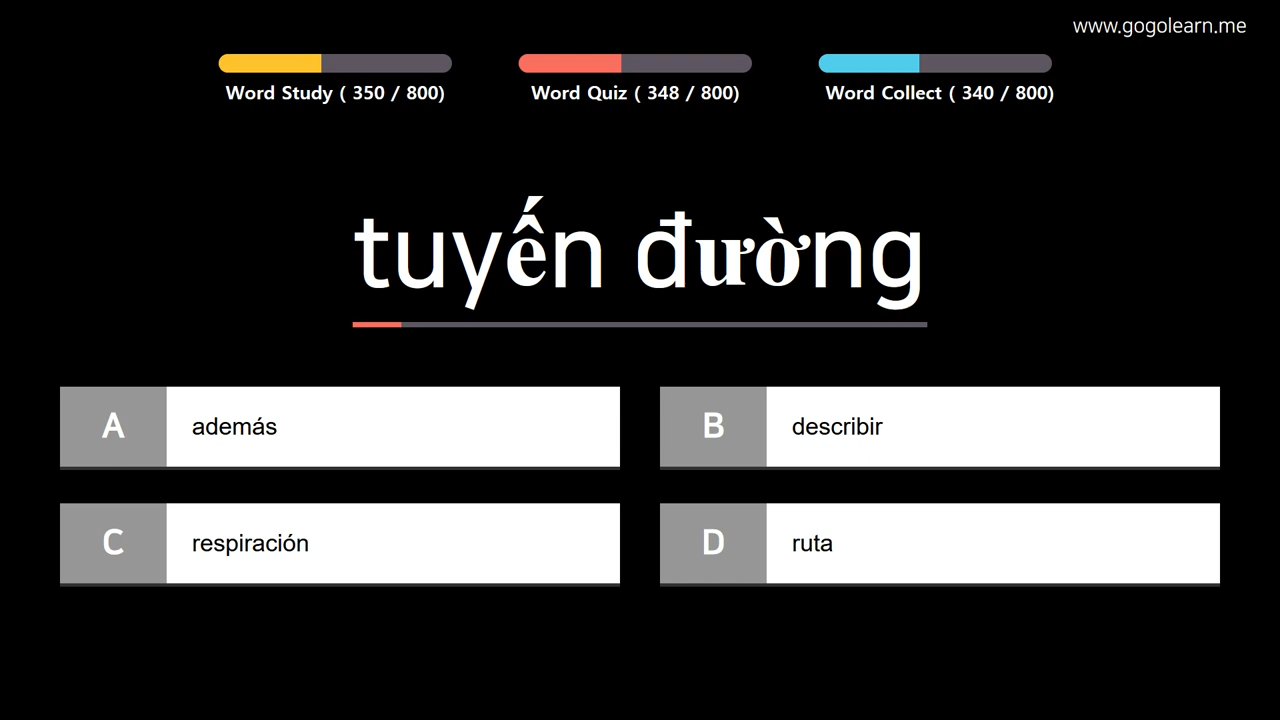 www.gogolearn.me
Word Study ( 350 / 800)
Word Quiz ( 348 / 800)
Word Collect ( 340 / 800)
tuyến đường
A
además
B
describir
C
respiración
D
ruta